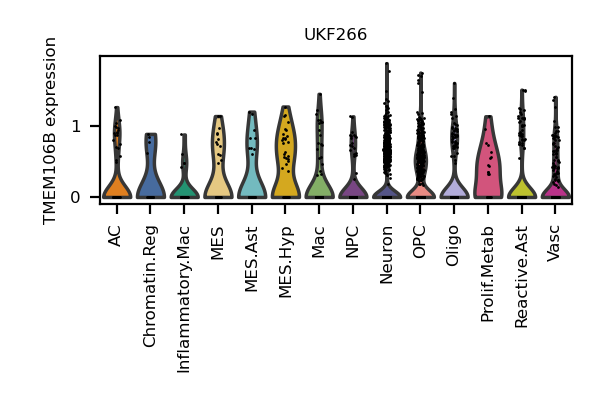 UKF266
TMEM106B expression
1
0
AC
Chromatin.Reg
Inflammatory.Mac
MES
MES.Ast
MES.Hyp
Mac
NPC
Neuron
OPC
Oligo
Prolif.Metab
Reactive.Ast
Vasc